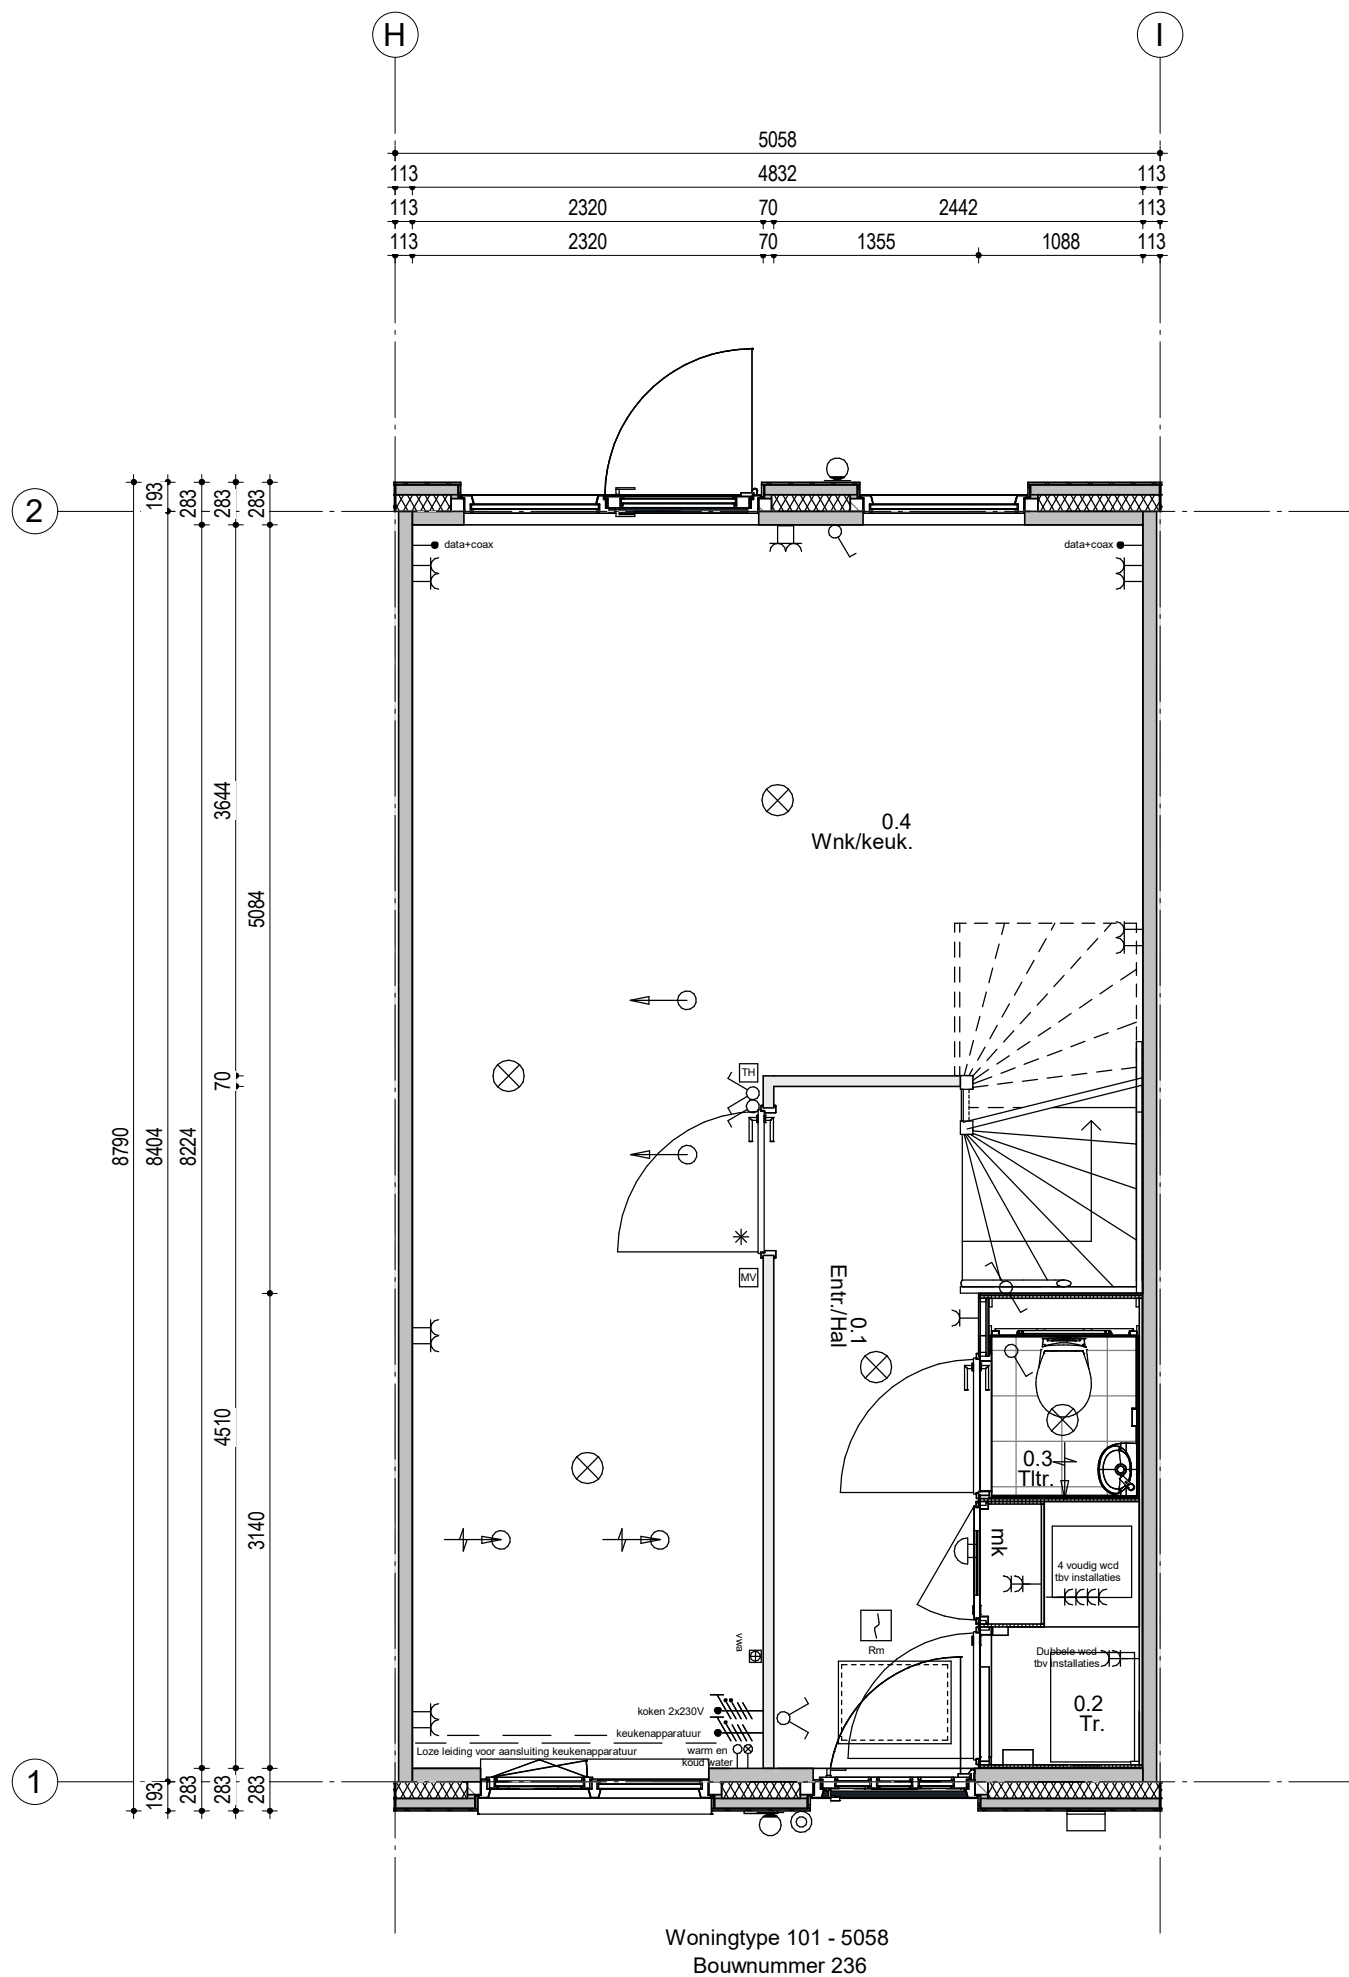 H
I
5058
113
4832
113
113
2320
70
2442
113
113
2320
70
1355
1088
113
2
193
283
283
283
data+coax
data+coax
3644
0.4
Wnk/keuk.
5084
TH
70
8790
8404
8224
MV
0.1
Entr./Hal
4510
0.3
Tltr.
3140
mk
4 voudig wcd
tbv installaties
Rm
vwa
Dubbele wcd
tbv installaties
0.2
Tr.
koken 2x230V
keukenapparatuur
Loze leiding voor aansluiting keukenapparatuur
warm en
koud water
1
193
283
283
283
Woningtype 101 - 5058
Bouwnummer 236